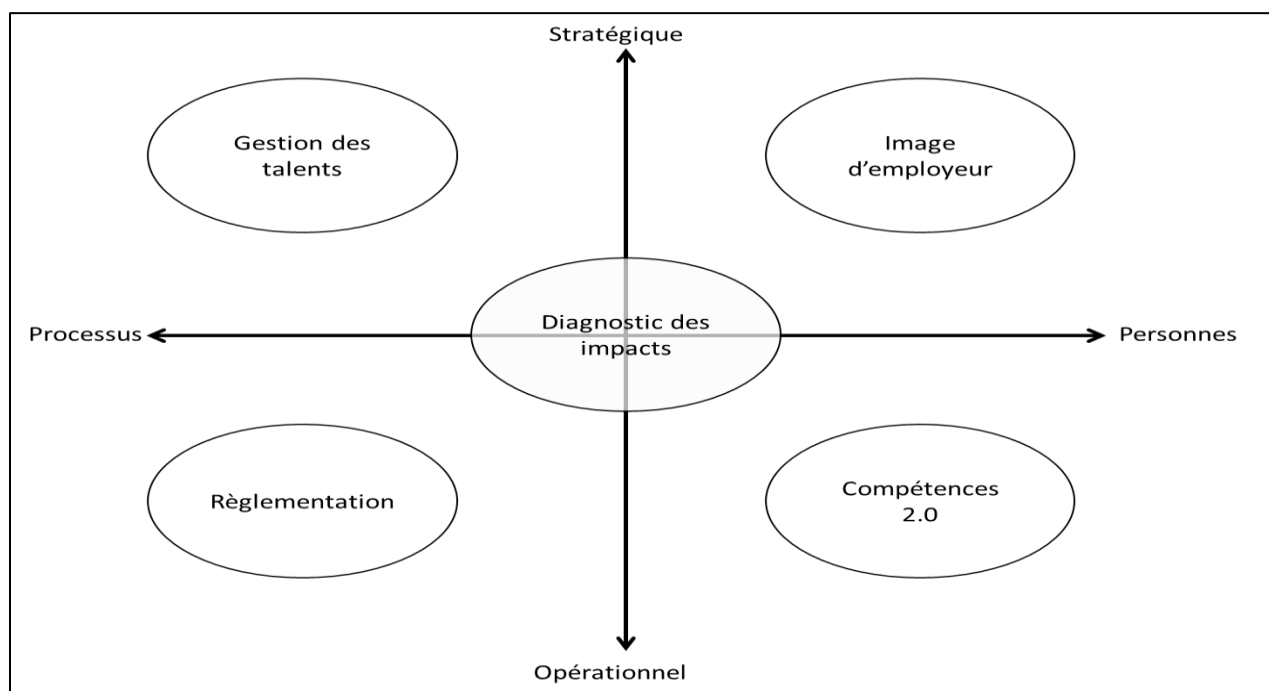 Stratégique
Gestion des
talents
Image
d’employeur
Processus
Diagnostic des
impacts
Personnes
Règlementation
Compétences
2.0
Opérationnel